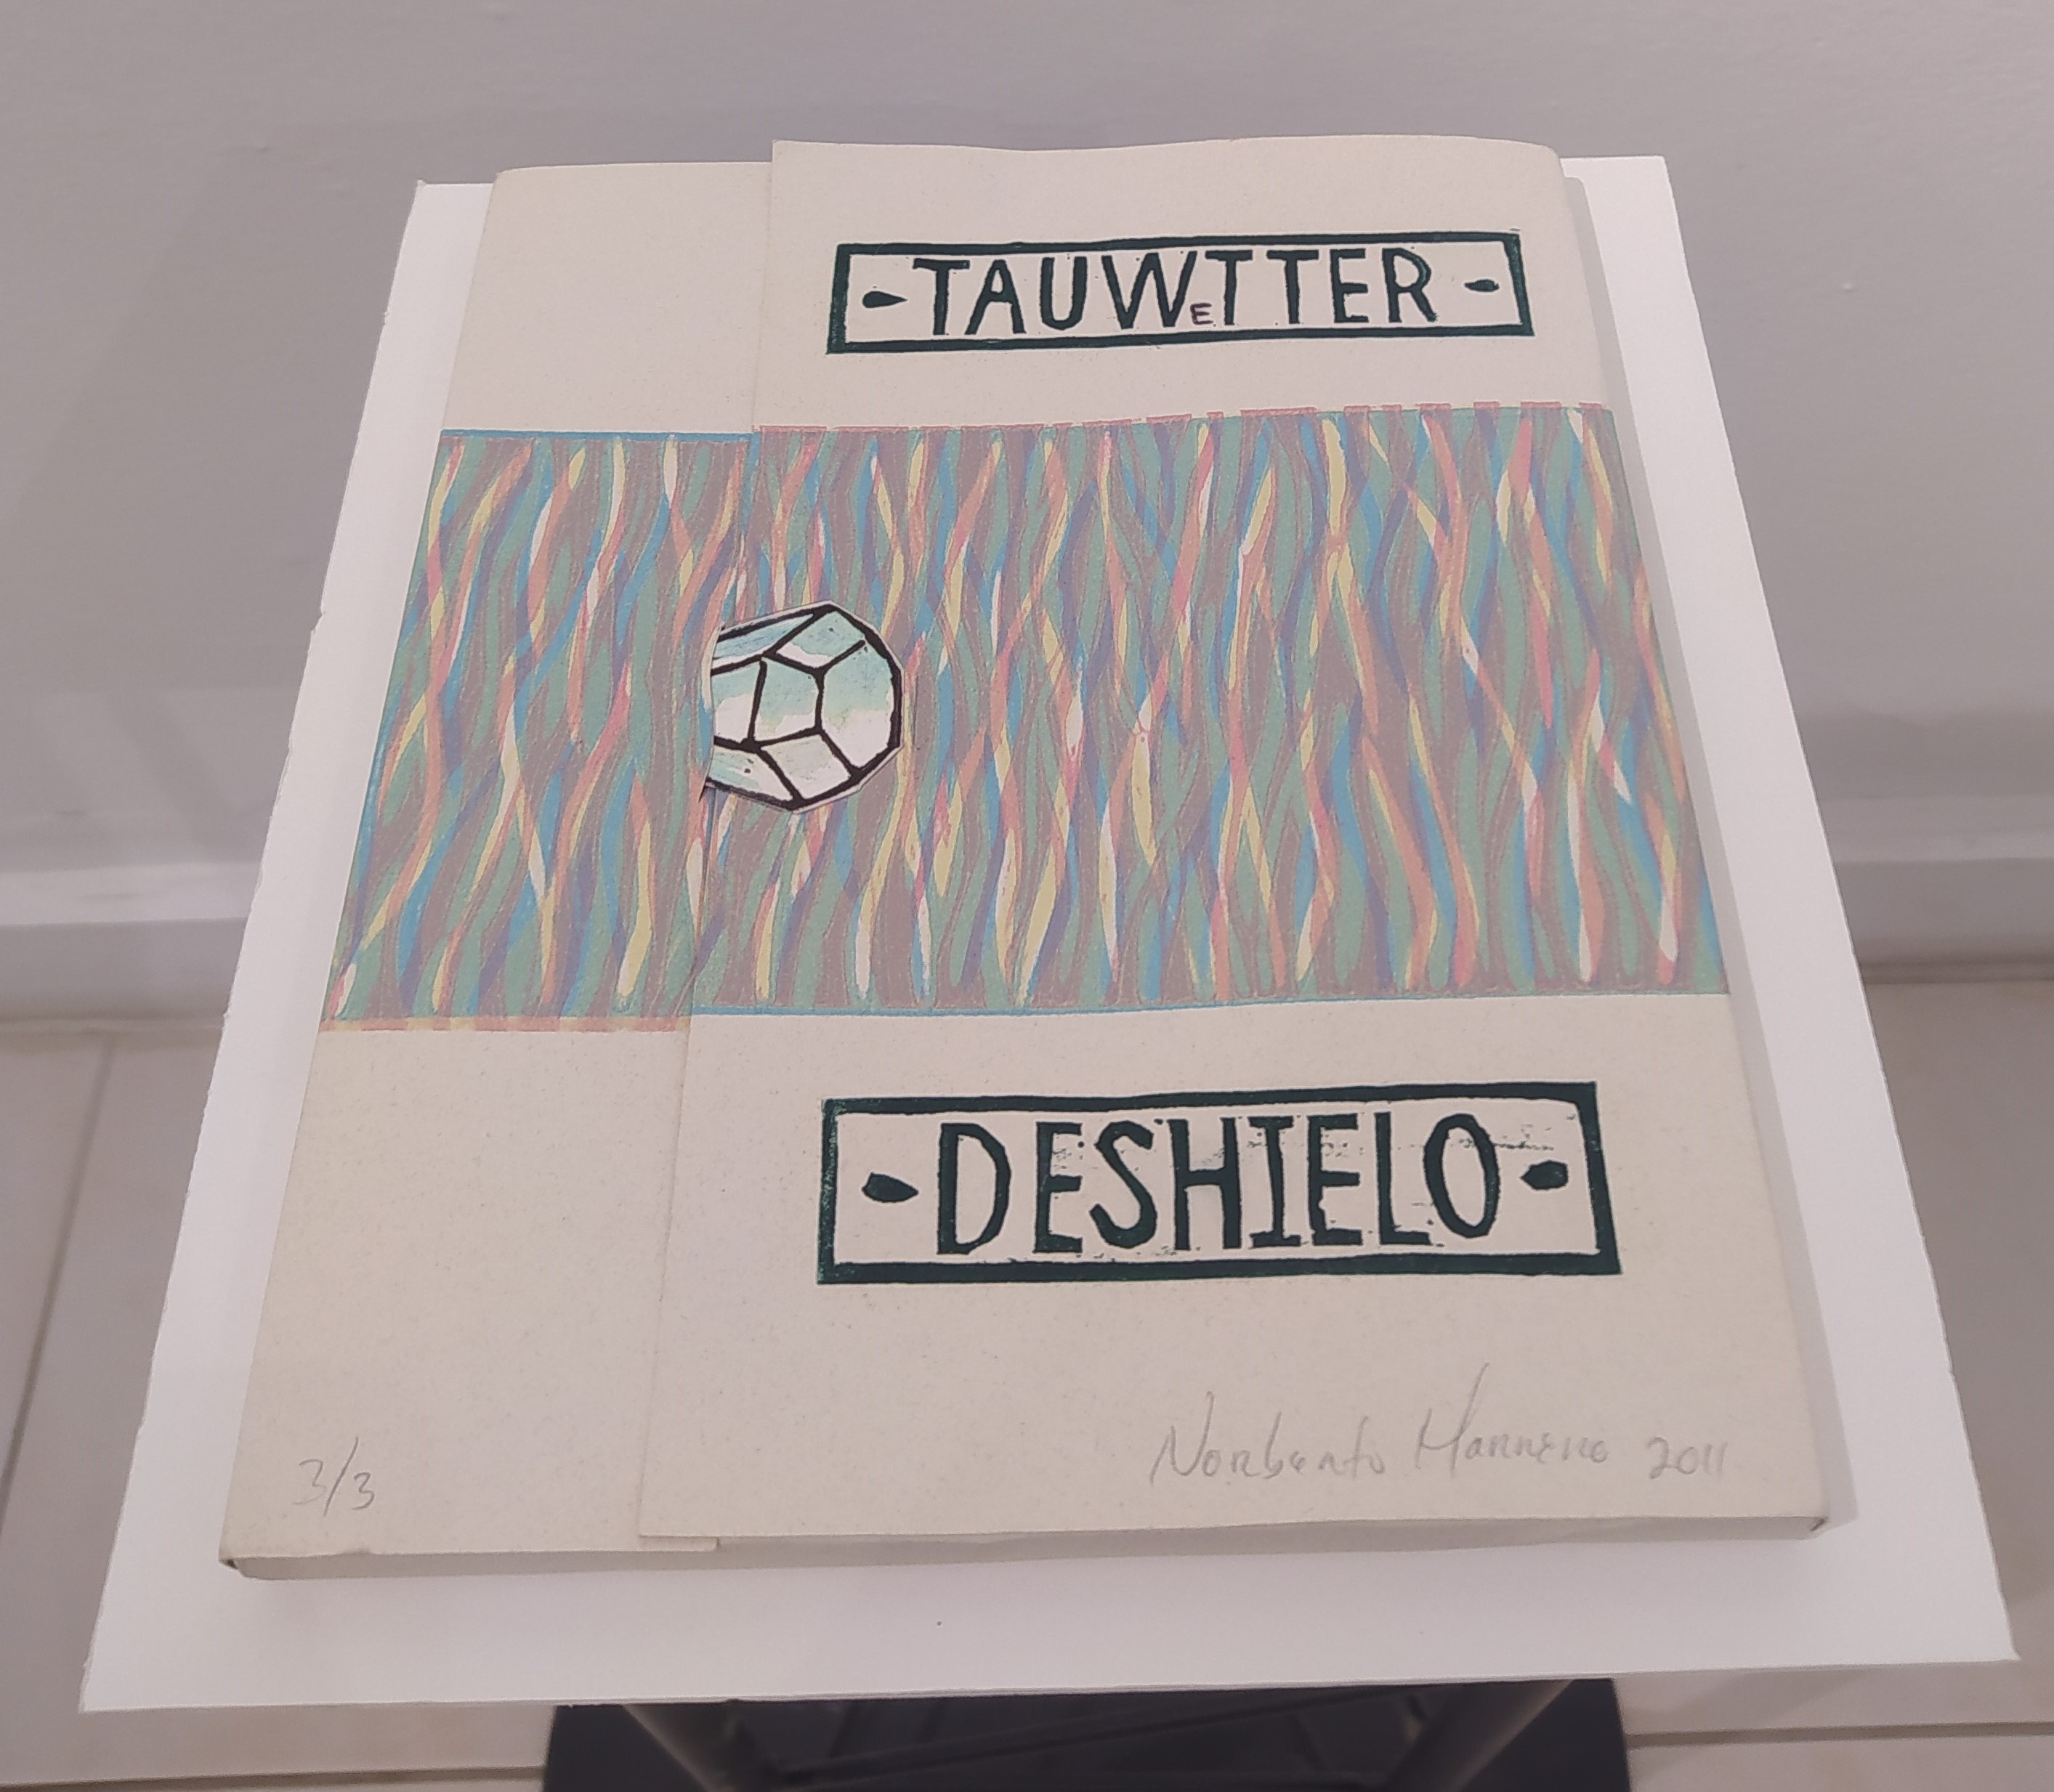 TAUWETTER
DESHIELO
3/3
Norberto Marrero 2011